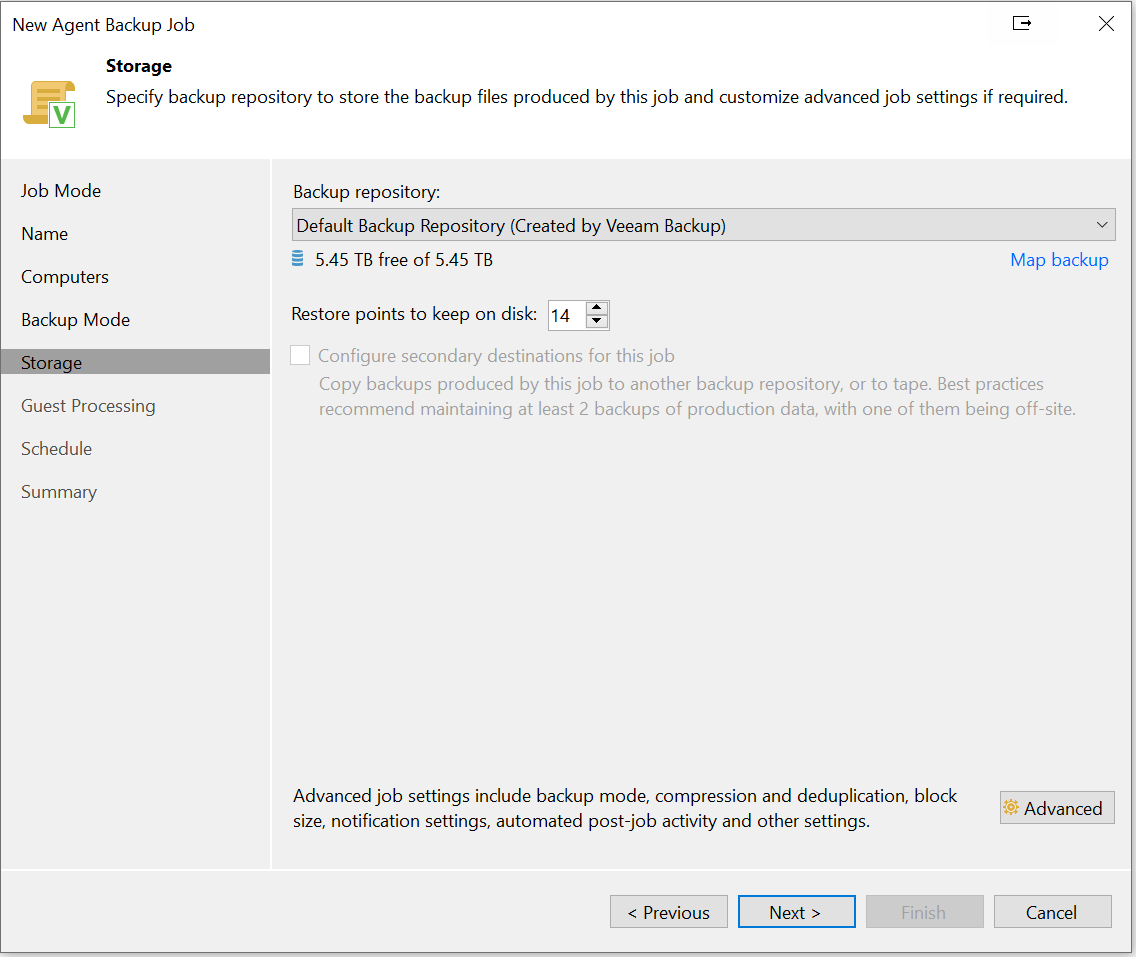 New Agent Backup Job
Storage
Specify backup repository to store the backup files produced by this job and customize advanced job settings if required.
V
Job Mode
Name
Computers
Backup Mode
Storage
Guest Processing
Schedule
Summary
Backup repository:
Default Backup Repository (Created by Veeam Backup)
5.45 TB free of 5.45 TB
Map backup
Restore points to keep on disk: 14
Configure secondary destinations for this job
Copy backups produced by this job to another backup repository, or to tape. Best practices
recommend maintaining at least 2 backups of production data, with one of them being off-site.
Advanced job settings include backup mode, compression and deduplication, block
size, notification settings, automated post-job activity and other settings.
Advanced
< Previous
Next >
Finish
Cancel